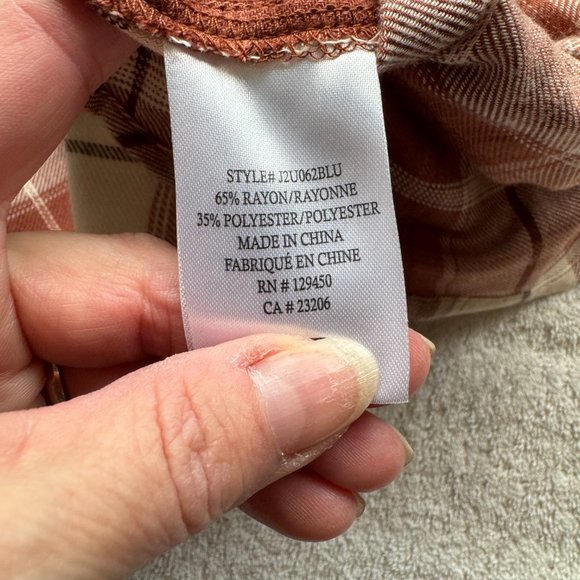 STYLE# J2U062BLU
65% RAYON/RAYONNE
35% POLYESTER/POLYESTER
MADE IN CHINA
FABRIQUÉ EN CHINE
RN # 129450
CA # 23206